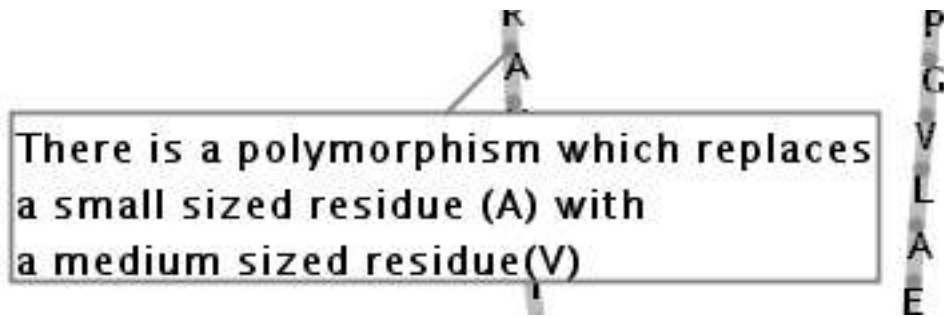 R
A
There is a polymorphism which replaces
a small sized residue (A) with
a medium sized residue(V)
P
G
V
L
A
E